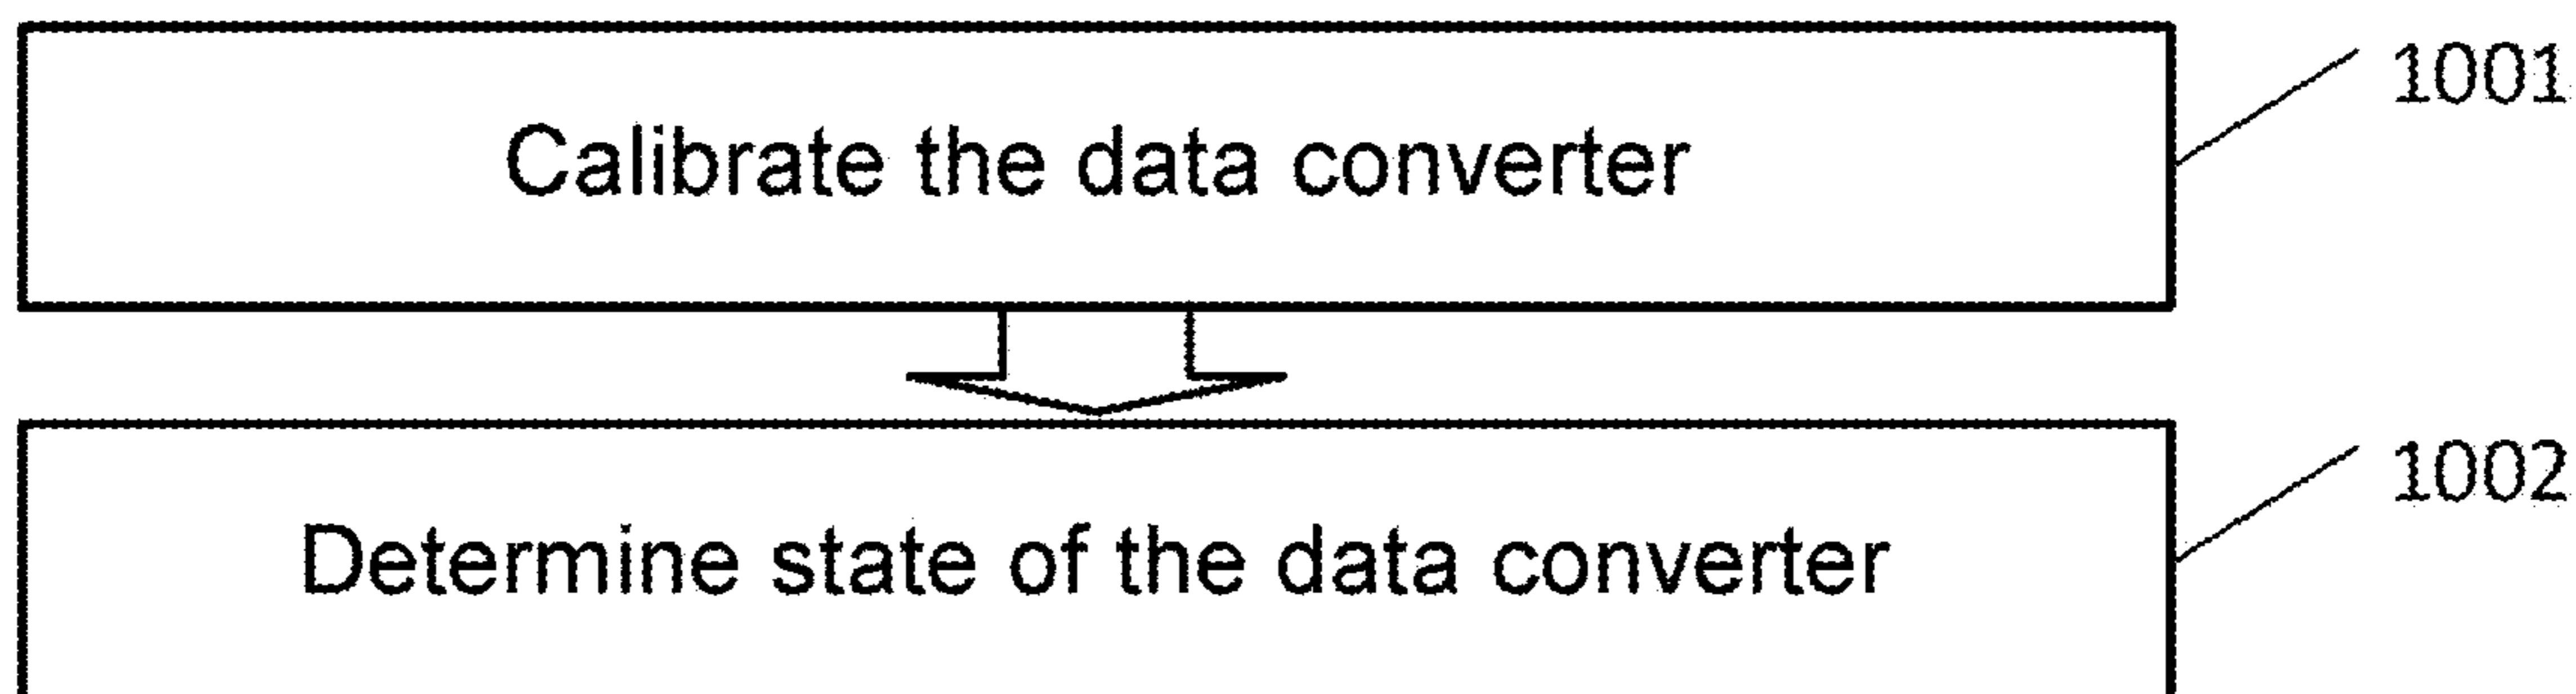 Calibrate the data converter
1001
Determine state of the data converter
1002